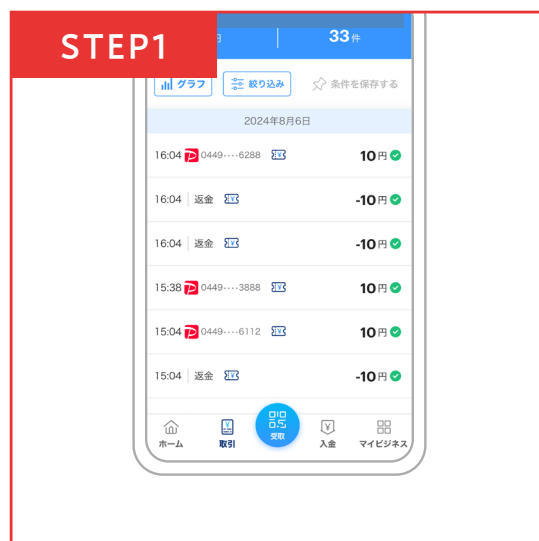 STEP1
33件
グラフ 絞り込み 条件を保存する
2024年8月6日
16:04 0449····6288 10円
16:04 返金 -10円
16:04 返金 -10円
15:38 0449····3888 10円
15:04 0449····6112 10円
15:04 返金 -10円
ホーム 取引 受取 入金 マイビジネス